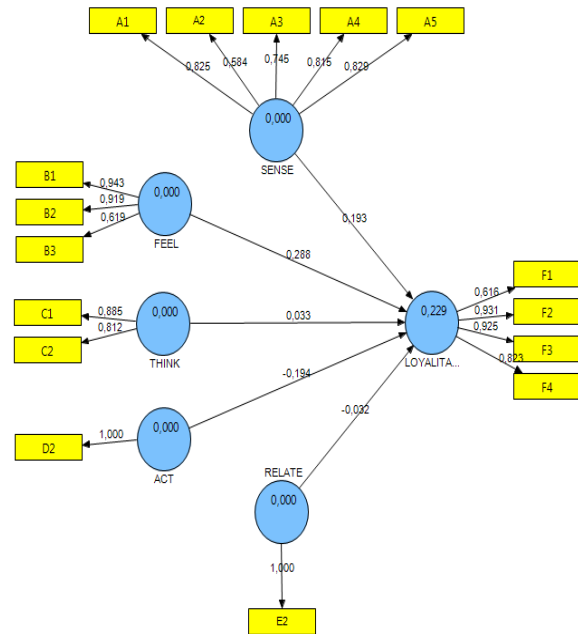 A1 A2 A3 A4 A5
0,825 0,584 0,745 0,815 0,829
0,000
SENSE
0,193
B1
B2
B3
0,943
0,919
0,619
0,000
FEEL
0,288
C1
C2
0,885
0,812
0,000
THINK
0,033
D2
1,000
0,000
ACT
-0,194
RELATE
0,000
-0,032
1,000
E2
0,229
LOYALITA...
0,616
0,931
0,925
0,823
F1
F2
F3
F4